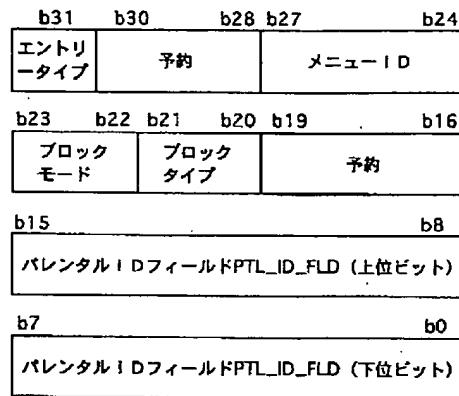 b31 b30 b28 b27 b24
エントリ
ータイプ
予約
メニューID
b23 b22 b21 b20 b19 b16
ブロック
モード
ブロック
タイプ
予約
b15 b8
パレンタルIDフィールドPTL_ID_FLD（上位ビット）
b7 b0
パレンタルIDフィールドPTL_ID_FLD（下位ビット）